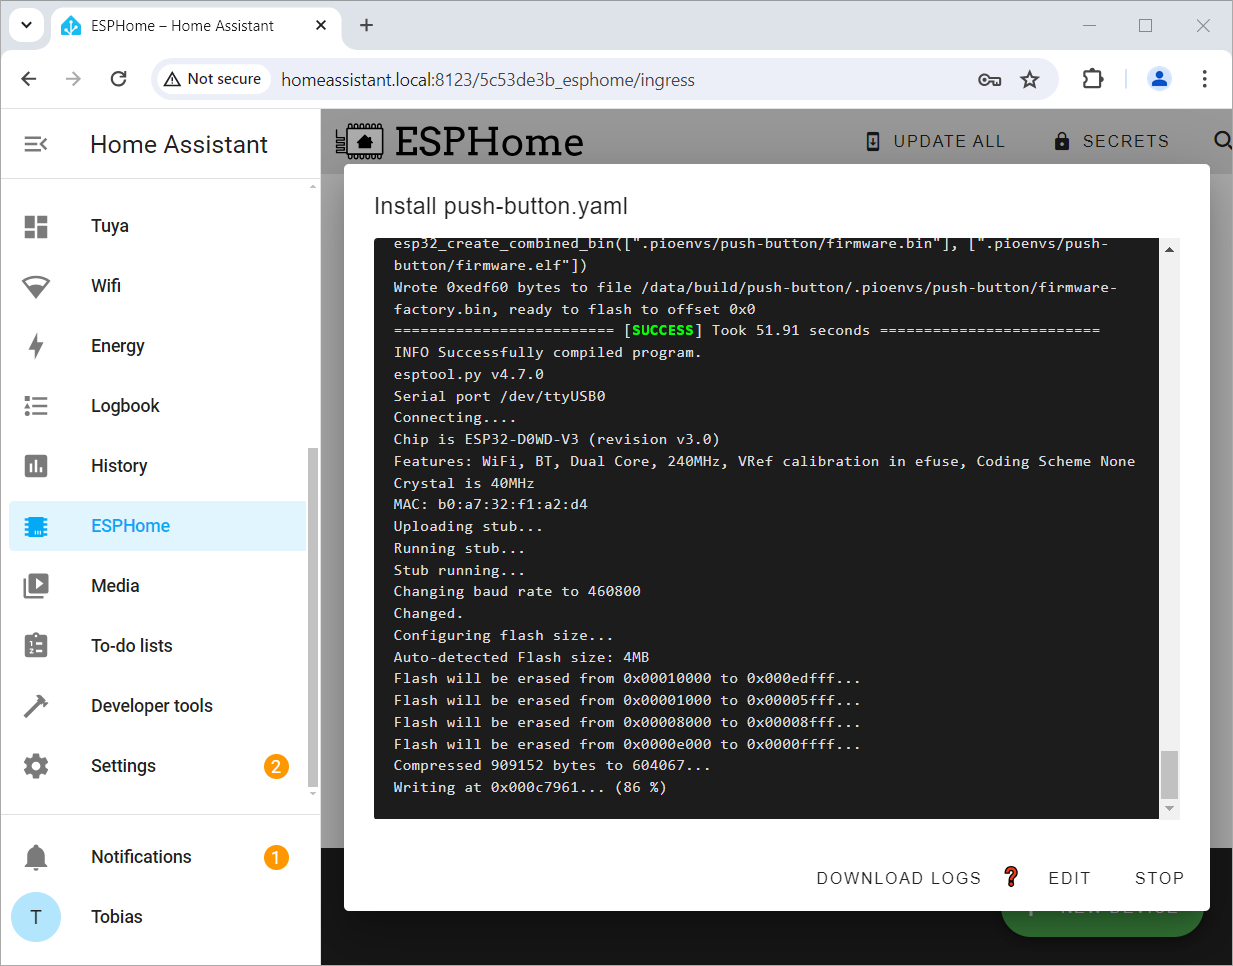 ESPHome – Home Assistant
Not secure
homeassistant.local:8123/5c53de3b_esphome/ingress
Home Assistant
ESPHome
UPDATE ALL
SECRETS
Tuya
Wifi
Energy
Logbook
History
ESPHome
Media
To-do lists
Developer tools
Settings
2
Notifications
1
T
Tobias
Install push-button.yaml
esp32_create_combined_bin([".pioenvs/push-button/firmware.bin"], [".pioenvs/push-
button/firmware.elf"])
Wrote 0xedf60 bytes to file /data/build/push-button/.pioenvs/push-button/firmware-
factory.bin, ready to flash to offset 0x0
========================= [SUCCESS] Took 51.91 seconds =========================
INFO Successfully compiled program.
esptool.py v4.7.0
Serial port /dev/ttyUSB0
Connecting....
Chip is ESP32-D0WD-V3 (revision v3.0)
Features: WiFi, BT, Dual Core, 240MHz, VRef calibration in efuse, Coding Scheme None
Crystal is 40MHz
MAC: b0:a7:32:f1:a2:d4
Uploading stub...
Running stub...
Stub running...
Changing baud rate to 460800
Changed.
Configuring flash size...
Auto-detected Flash size: 4MB
Flash will be erased from 0x00010000 to 0x000edfff...
Flash will be erased from 0x00001000 to 0x00005fff...
Flash will be erased from 0x00008000 to 0x00008fff...
Flash will be erased from 0x0000e000 to 0x0000ffff...
Compressed 909152 bytes to 604067...
Writing at 0x000c7961... (86 %)
DOWNLOAD LOGS
?
EDIT
STOP
NEW DEVICE